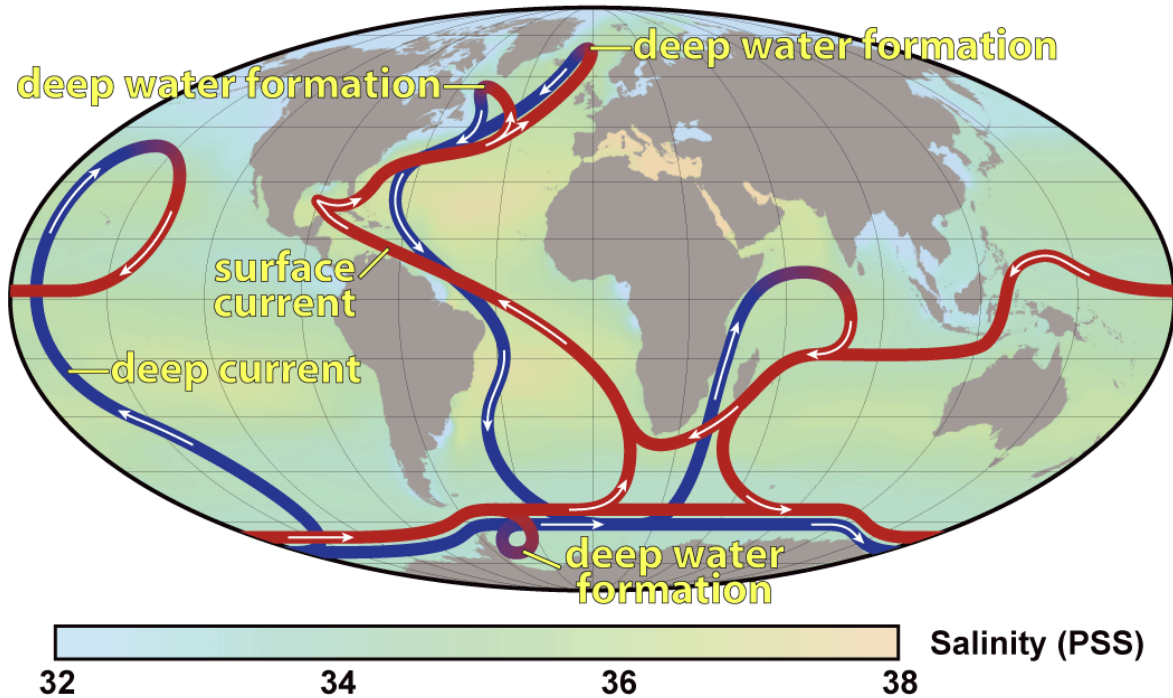 deep water formation
deep water formation
surface
current
deep current
deep water
formation
Salinity (PSS)
32 34 36 38